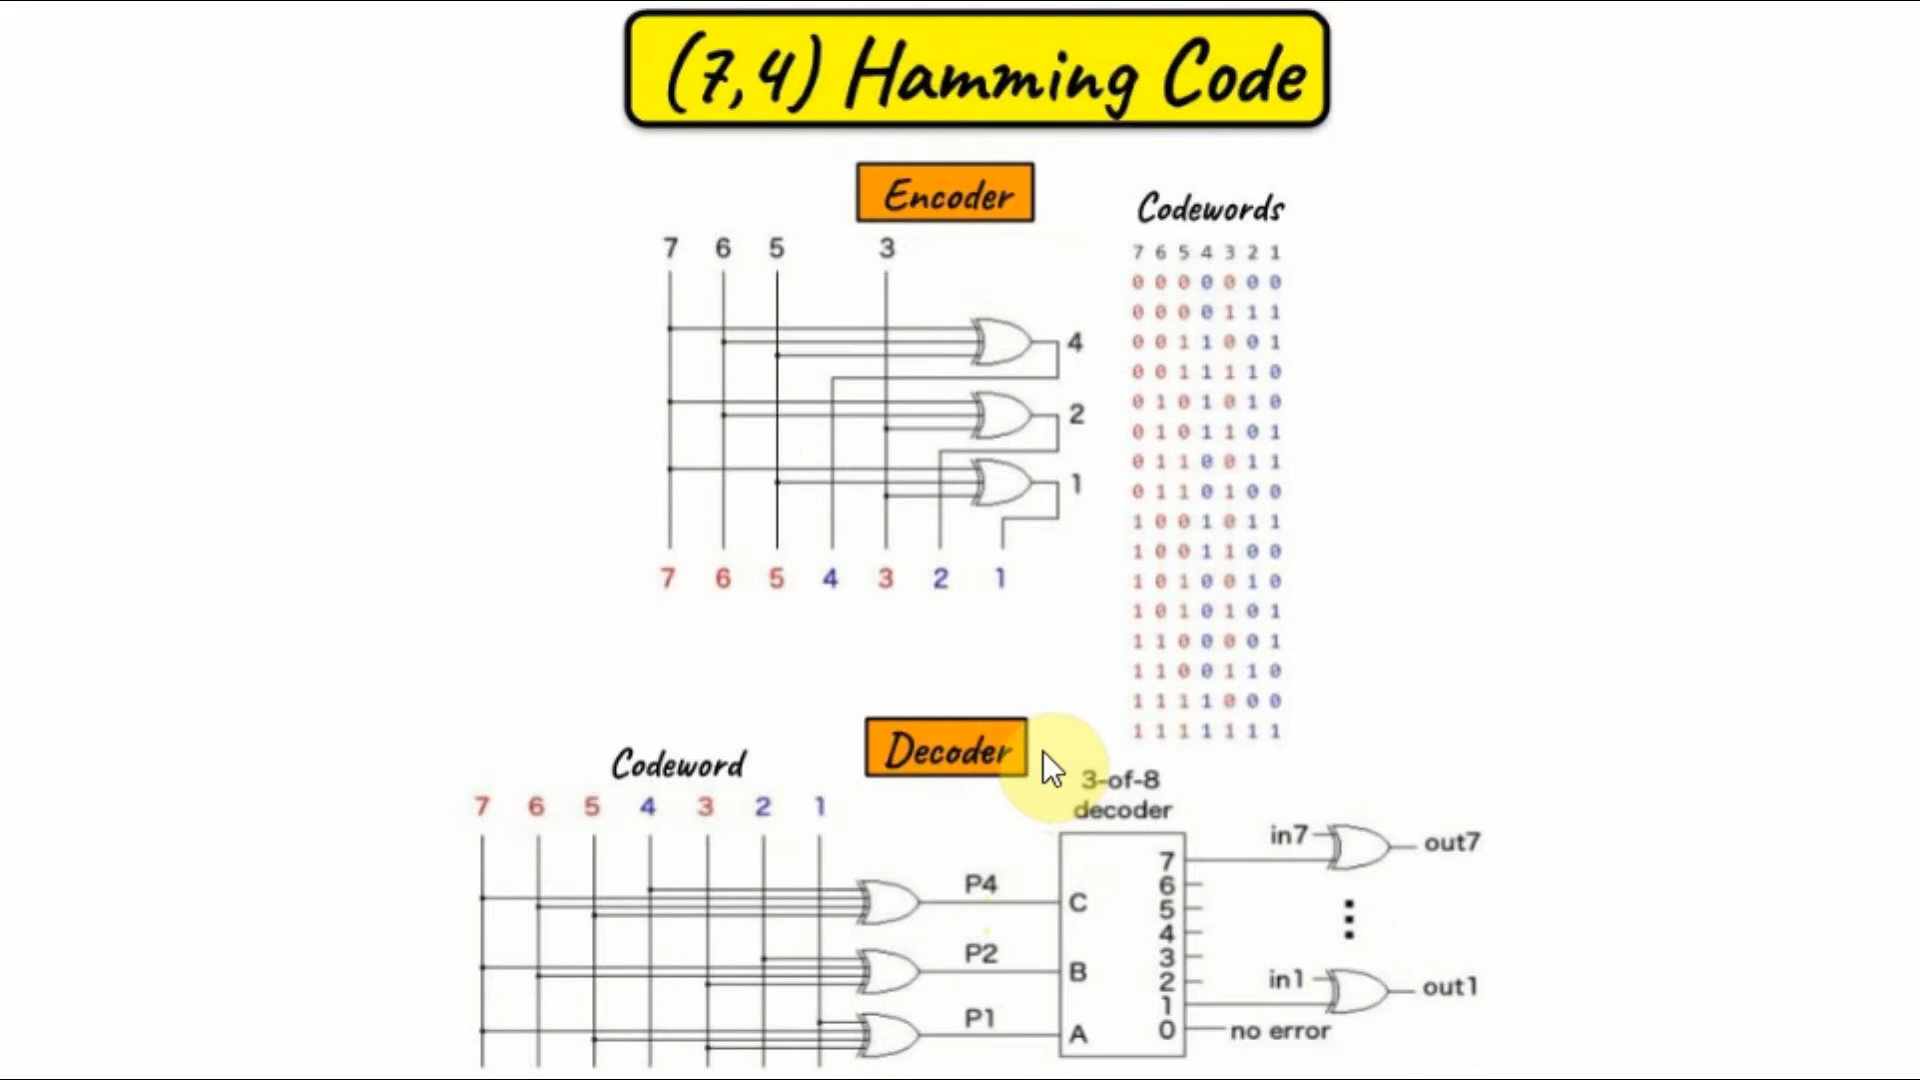 (7,4) Hamming Code
Encoder
7 6 5 3
4
2
1
7 6 5 4 3 2 1
Codewords
7 6 5 4 3 2 1
0 0 0 0 0 0 0
0 0 0 0 1 1 1
0 0 1 1 0 0 1
0 0 1 1 1 1 0
0 1 0 1 0 1 0
0 1 0 1 1 0 1
0 1 1 0 0 1 1
0 1 1 0 1 0 0
1 0 0 1 0 1 1
1 0 0 1 1 0 0
1 0 1 0 0 1 0
1 0 1 0 1 0 1
1 1 0 0 0 0 1
1 1 0 0 1 1 0
1 1 1 1 0 0 0
1 1 1 1 1 1 1
Decoder
Codeword
7 6 5 4 3 2 1
P4
P2
P1
3-of-8
decoder
C
B
A
7
6
5
4
3
2
1
0
in7 out7
in1 out1
no error